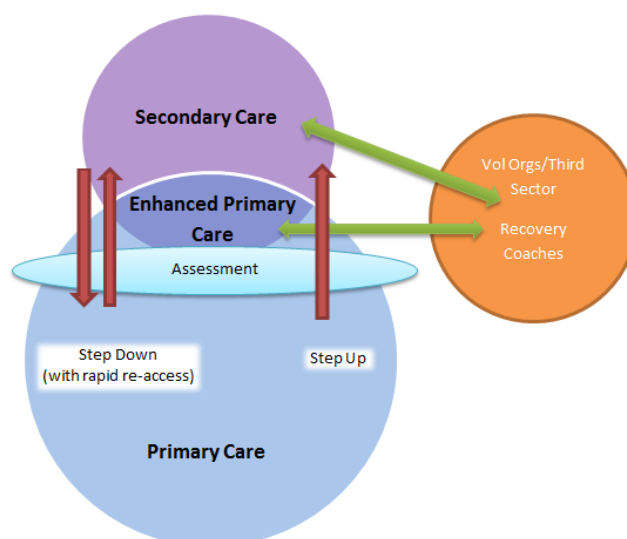 Secondary Care
Vol Orgs/Third
Sector
Enhanced Primary
Care
Recovery
Coaches
Assessment
Step Down
(with rapid re-access)
Step Up
Primary Care